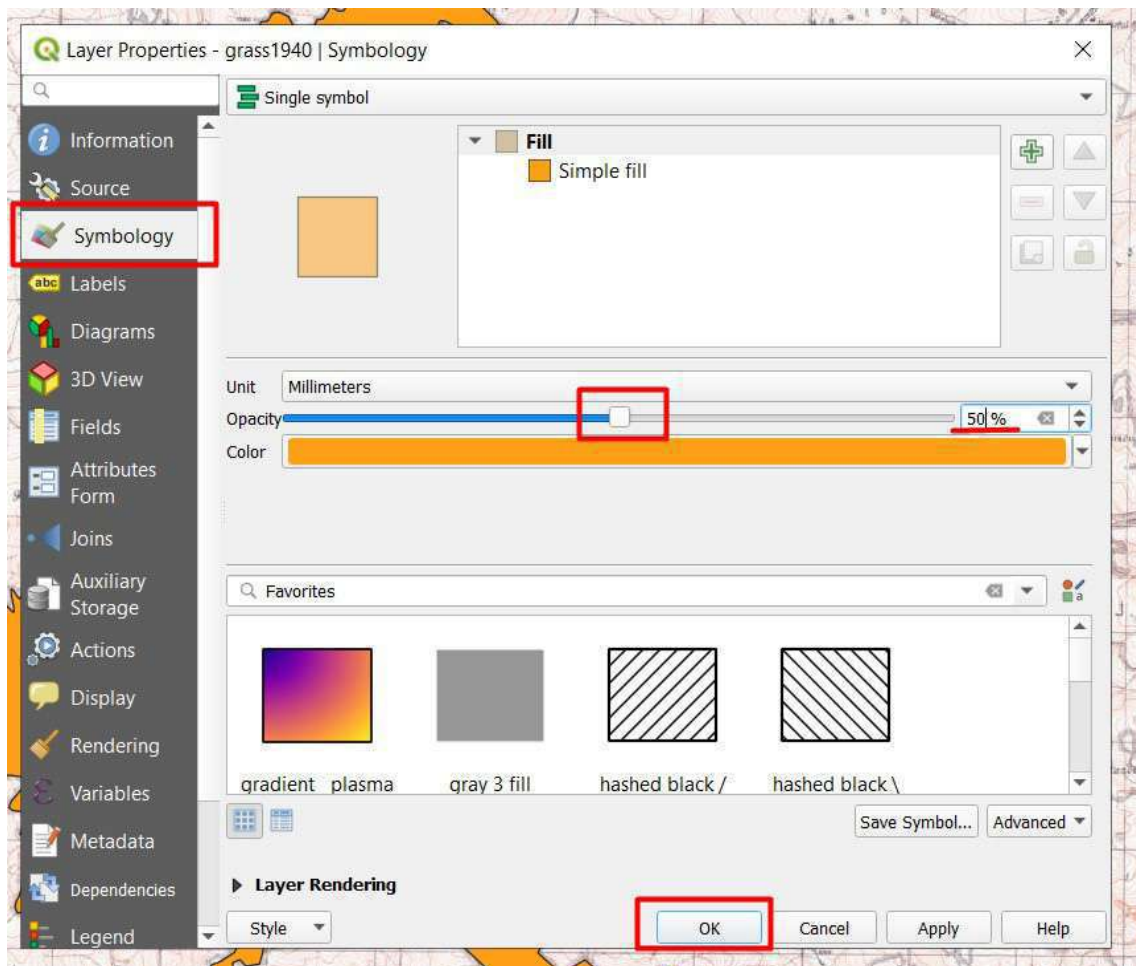 Layer Properties - grass1940 | Symbology
Single symbol
Information
Source
Symbology
abc Labels
Diagrams
3D View
Fields
Attributes
Form
Joins
Auxiliary
Storage
Actions
Display
Rendering
Variables
Metadata
Dependencies
Legend
Fill
Simple fill
Unit Millimeters
Opacity 50 %
Color
Favorites
a
gradient plasma gray 3 fill hashed black / hashed black \
Save Symbol... Advanced
Layer Rendering
Style OK Cancel Apply Help